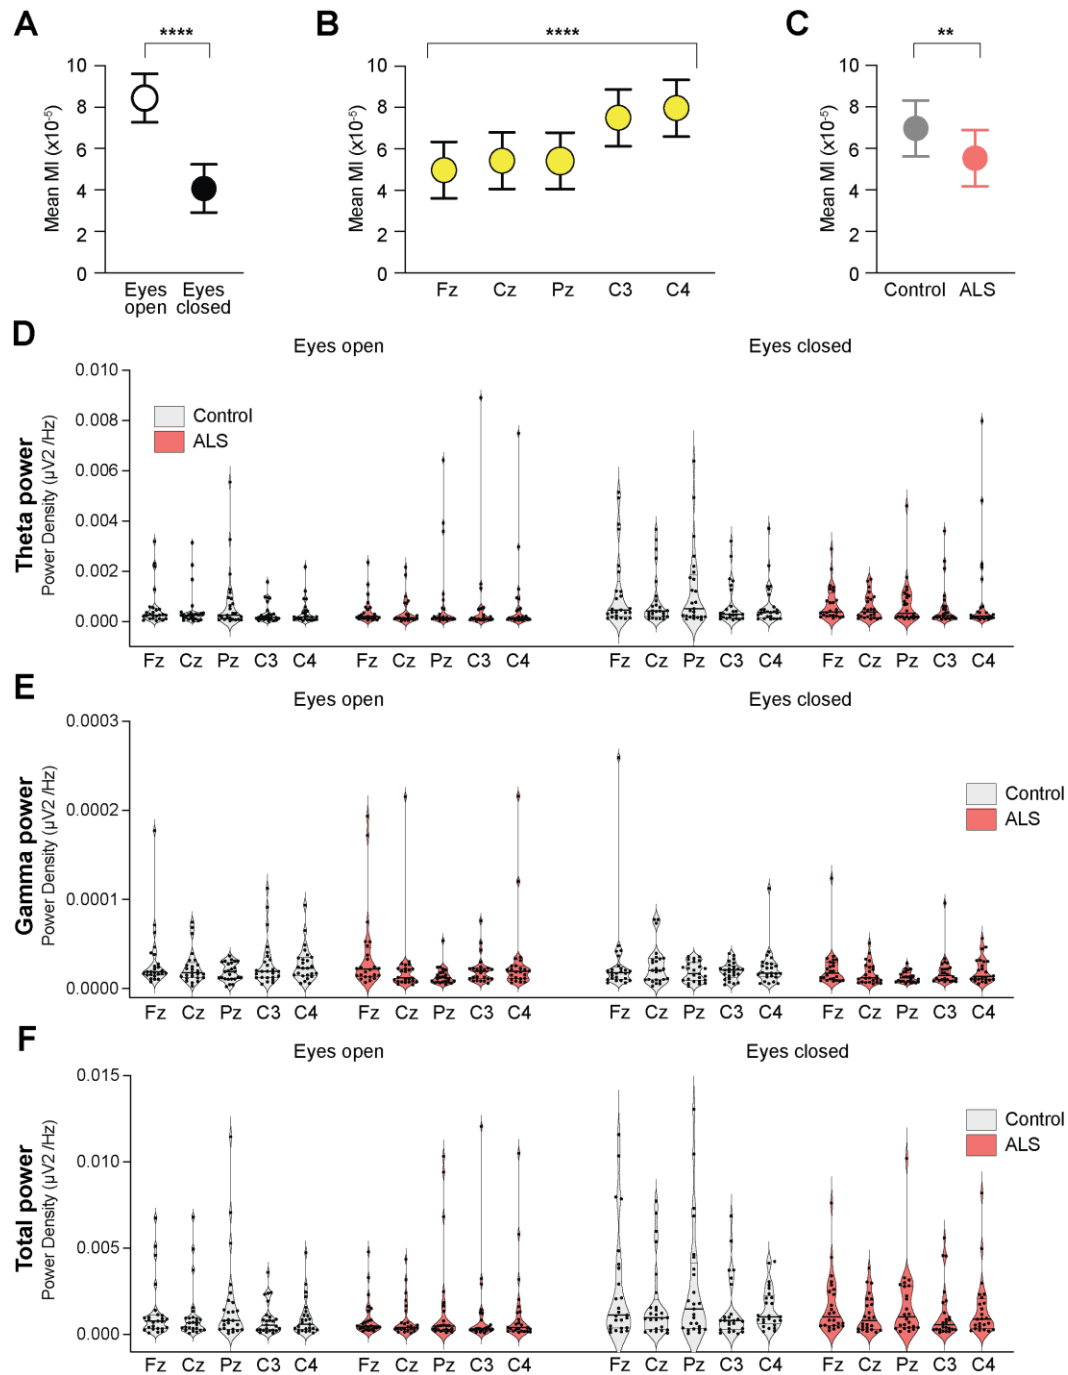 A B C
**** **** **
10 10 10
8 8 8
6 6 6
4 4 4
2 2 2
0 0 0
Mean MI (x10-5) Mean MI (x10-5) Mean MI (x10-5)
Eyes open Eyes closed Fz Cz Pz C3 C4 Control ALS
D
Eyes open Eyes closed
0.010
0.008
0.006
0.004
0.002
0.000
Theta power
Power Density (µV2 /Hz)
Control
ALS
Fz Cz Pz C3 C4 Fz Cz Pz C3 C4 Fz Cz Pz C3 C4 Fz Cz Pz C3 C4
E
Eyes open Eyes closed
0.0003
0.0002
0.0001
0.0000
Gamma power
Power Density (µV2 /Hz)
Control
ALS
Fz Cz Pz C3 C4 Fz Cz Pz C3 C4 Fz Cz Pz C3 C4 Fz Cz Pz C3 C4
F
Eyes open Eyes closed
0.015
0.010
0.005
0.000
Total power
Power Density (µV2 /Hz)
Control
ALS
Fz Cz Pz C3 C4 Fz Cz Pz C3 C4 Fz Cz Pz C3 C4 Fz Cz Pz C3 C4